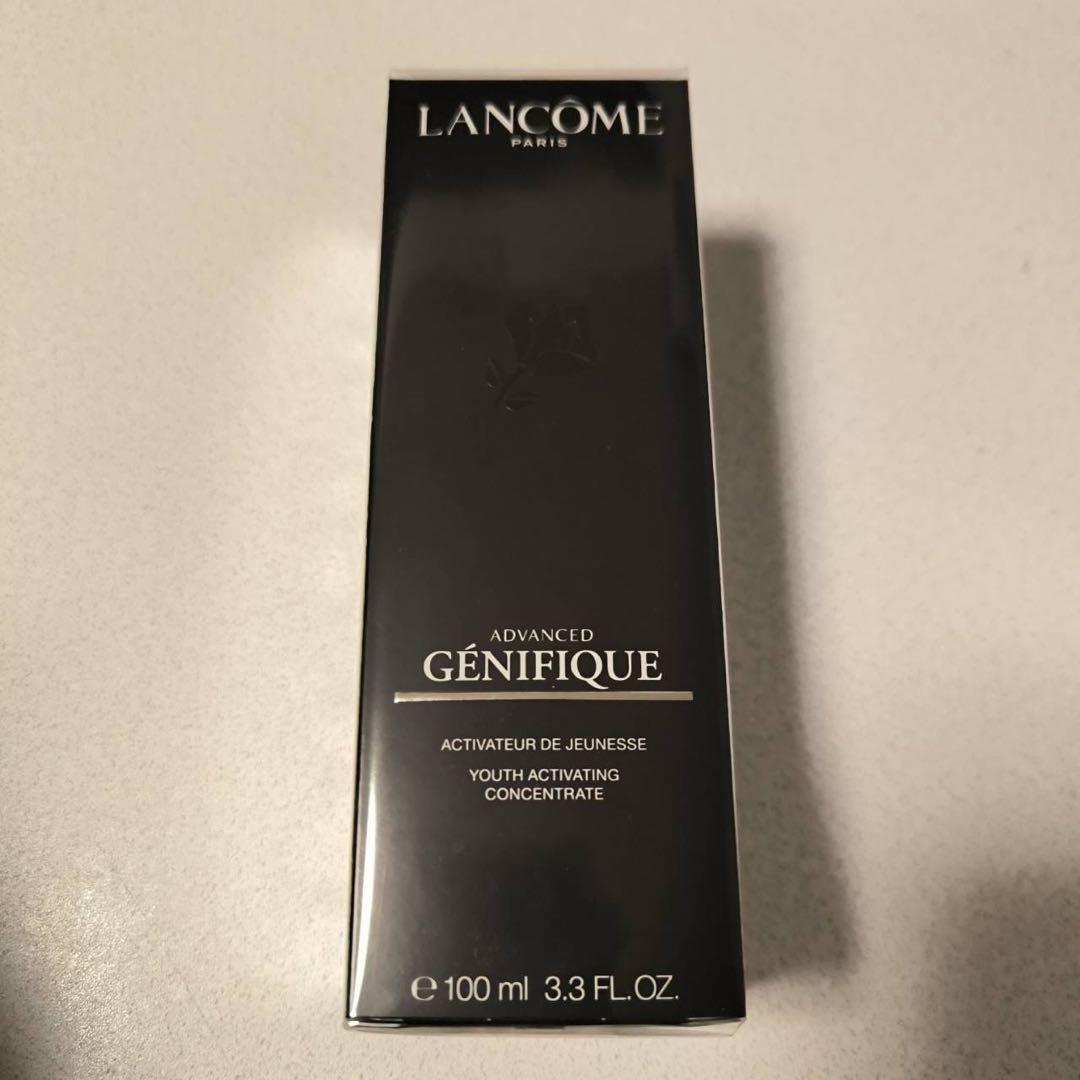 LANCÔME
PARIS
ADVANCED
GÉNIFIQUE
ACTIVATEUR DE JEUNESSE
YOUTH ACTIVATING
CONCENTRATE
℮ 100 ml 3.3 FL.OZ.